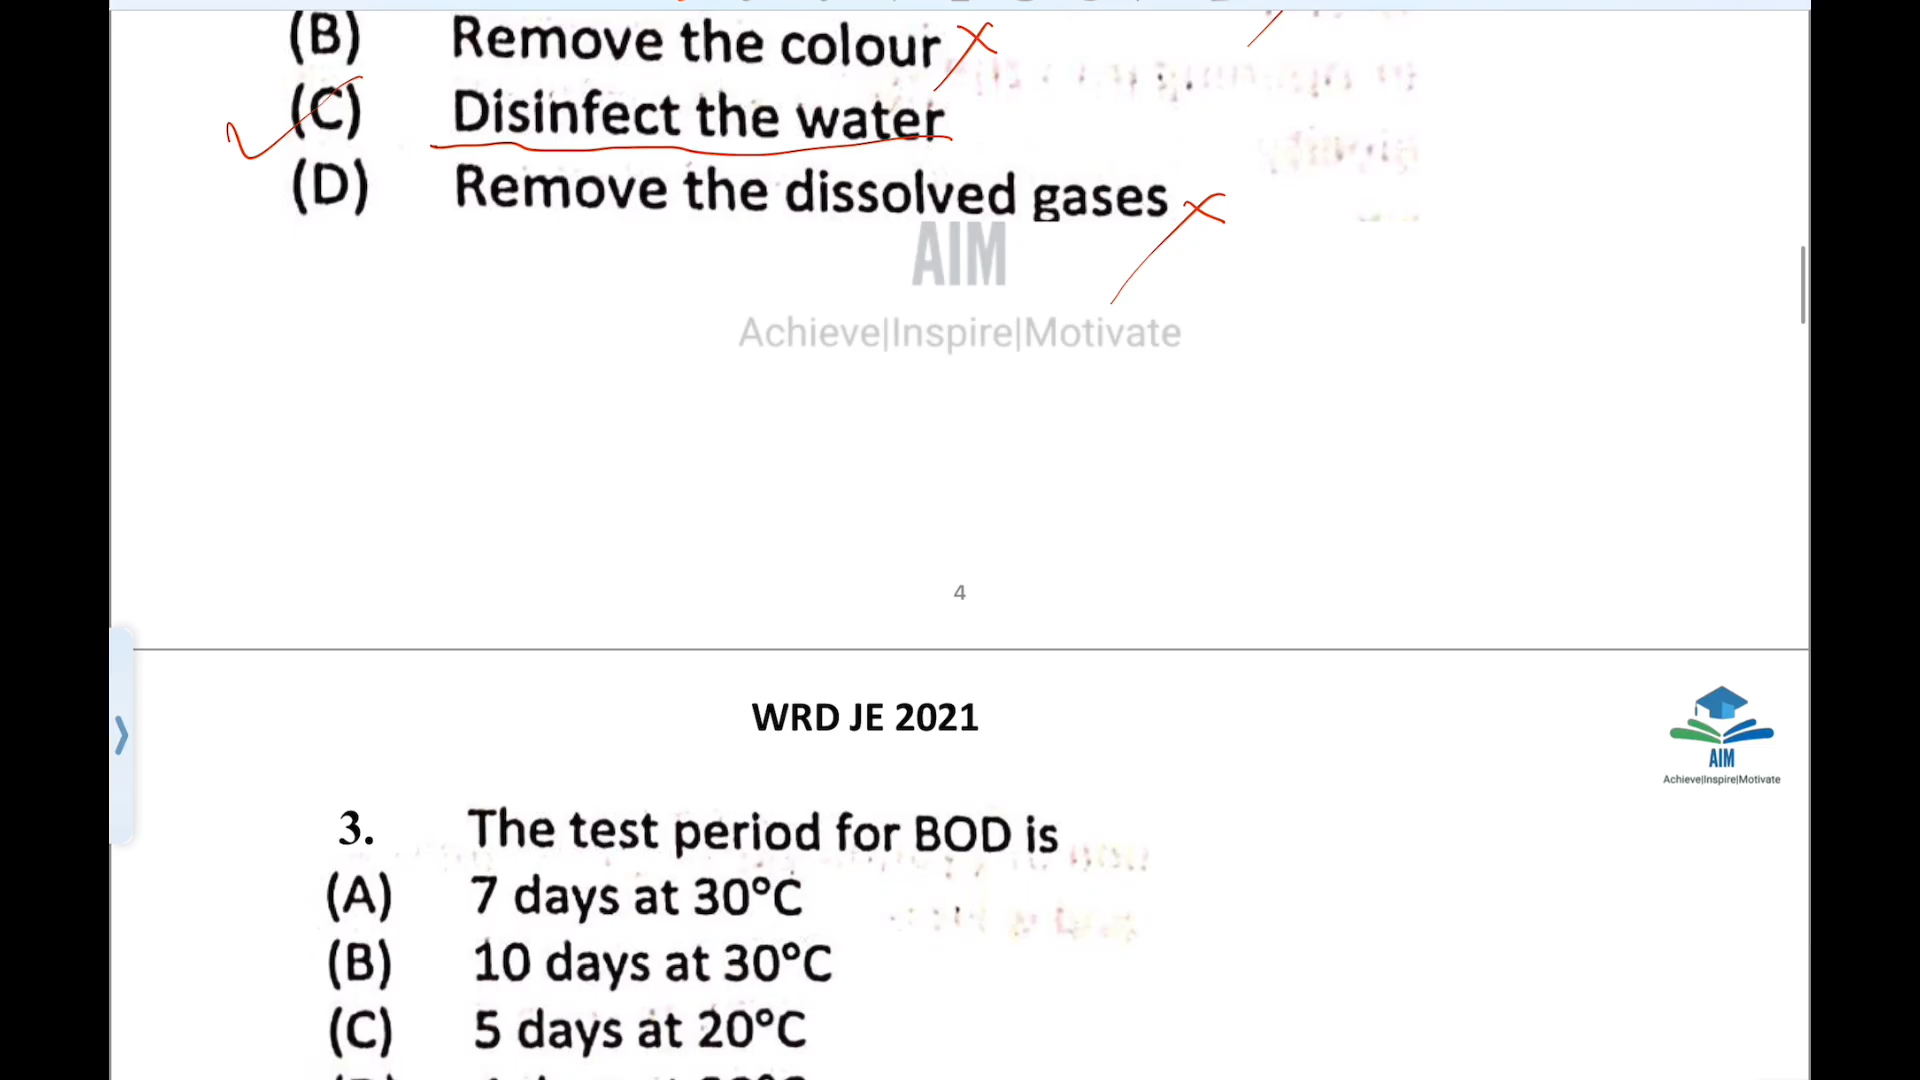 (B) Remove the colour
(C) Disinfect the water
(D) Remove the dissolved gases
AIM
Achieve|Inspire|Motivate
4
WRD JE 2021
AIM
Achieve|Inspire|Motivate
3. The test period for BOD is
(A) 7 days at 30°C
(B) 10 days at 30°C
(C) 5 days at 20°C